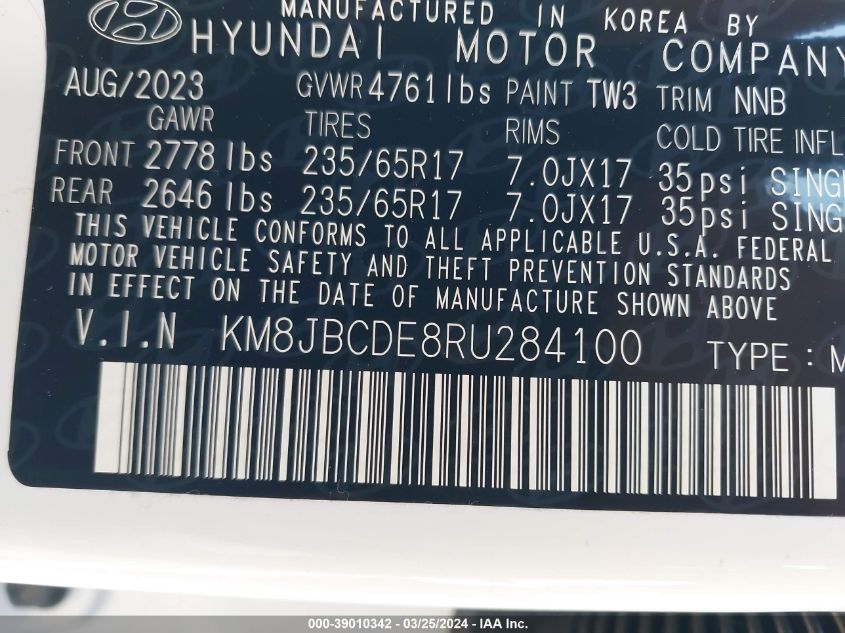 MANUFACTURED IN KOREA BY
HYUNDAI MOTOR COMPANY
AUG/2023 GVWR 4761 lbs PAINT TW3 TRIM NNB
GAWR TIRES RIMS COLD TIRE INFL
FRONT 2778 lbs 235/65R17 7.0JX17 35psi SINGL
REAR 2646 lbs 235/65R17 7.0JX17 35psi SING
THIS VEHICLE CONFORMS TO ALL APPLICABLE U.S.A. FEDERAL
MOTOR VEHICLE SAFETY AND THEFT PREVENTION STANDARDS
IN EFFECT ON THE DATE OF MANUFACTURE SHOWN ABOVE
V.I.N KM8JBCDE8RU284100 TYPE : M
000-39010342 - 03/25/2024 - IAA Inc.